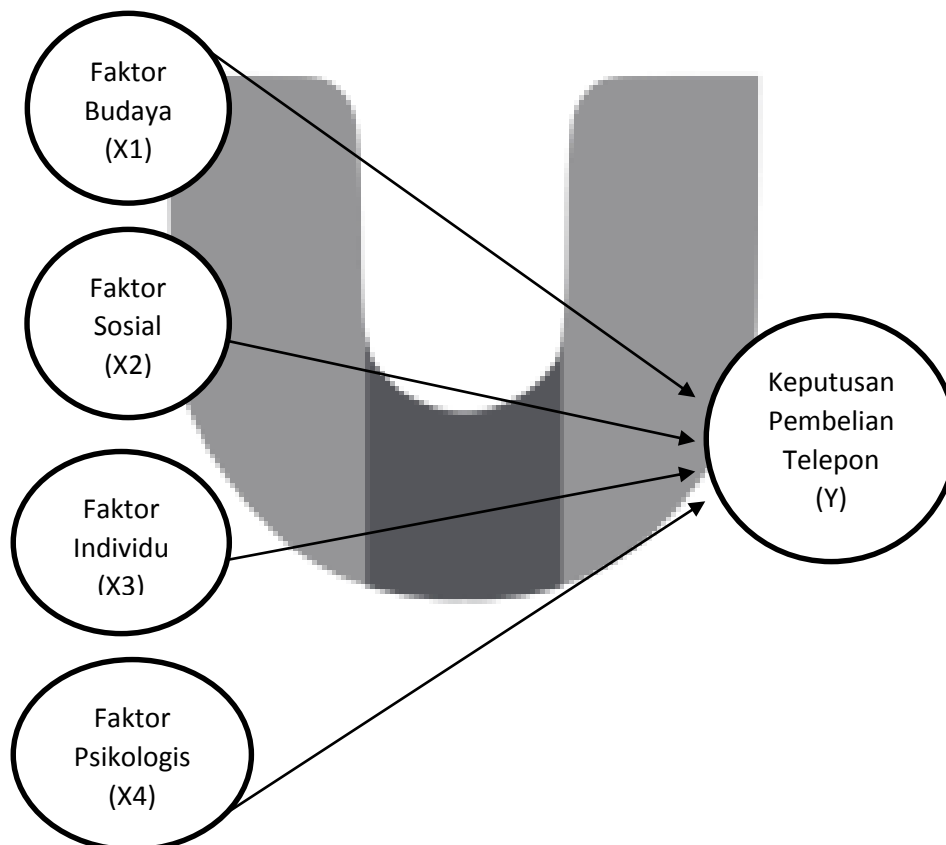 Faktor
Budaya
(X1)
Faktor
Sosial
(X2)
Faktor
Individu
(X3)
Faktor
Psikologis
(X4)
Keputusan
Pembelian
Telepon
(Y)